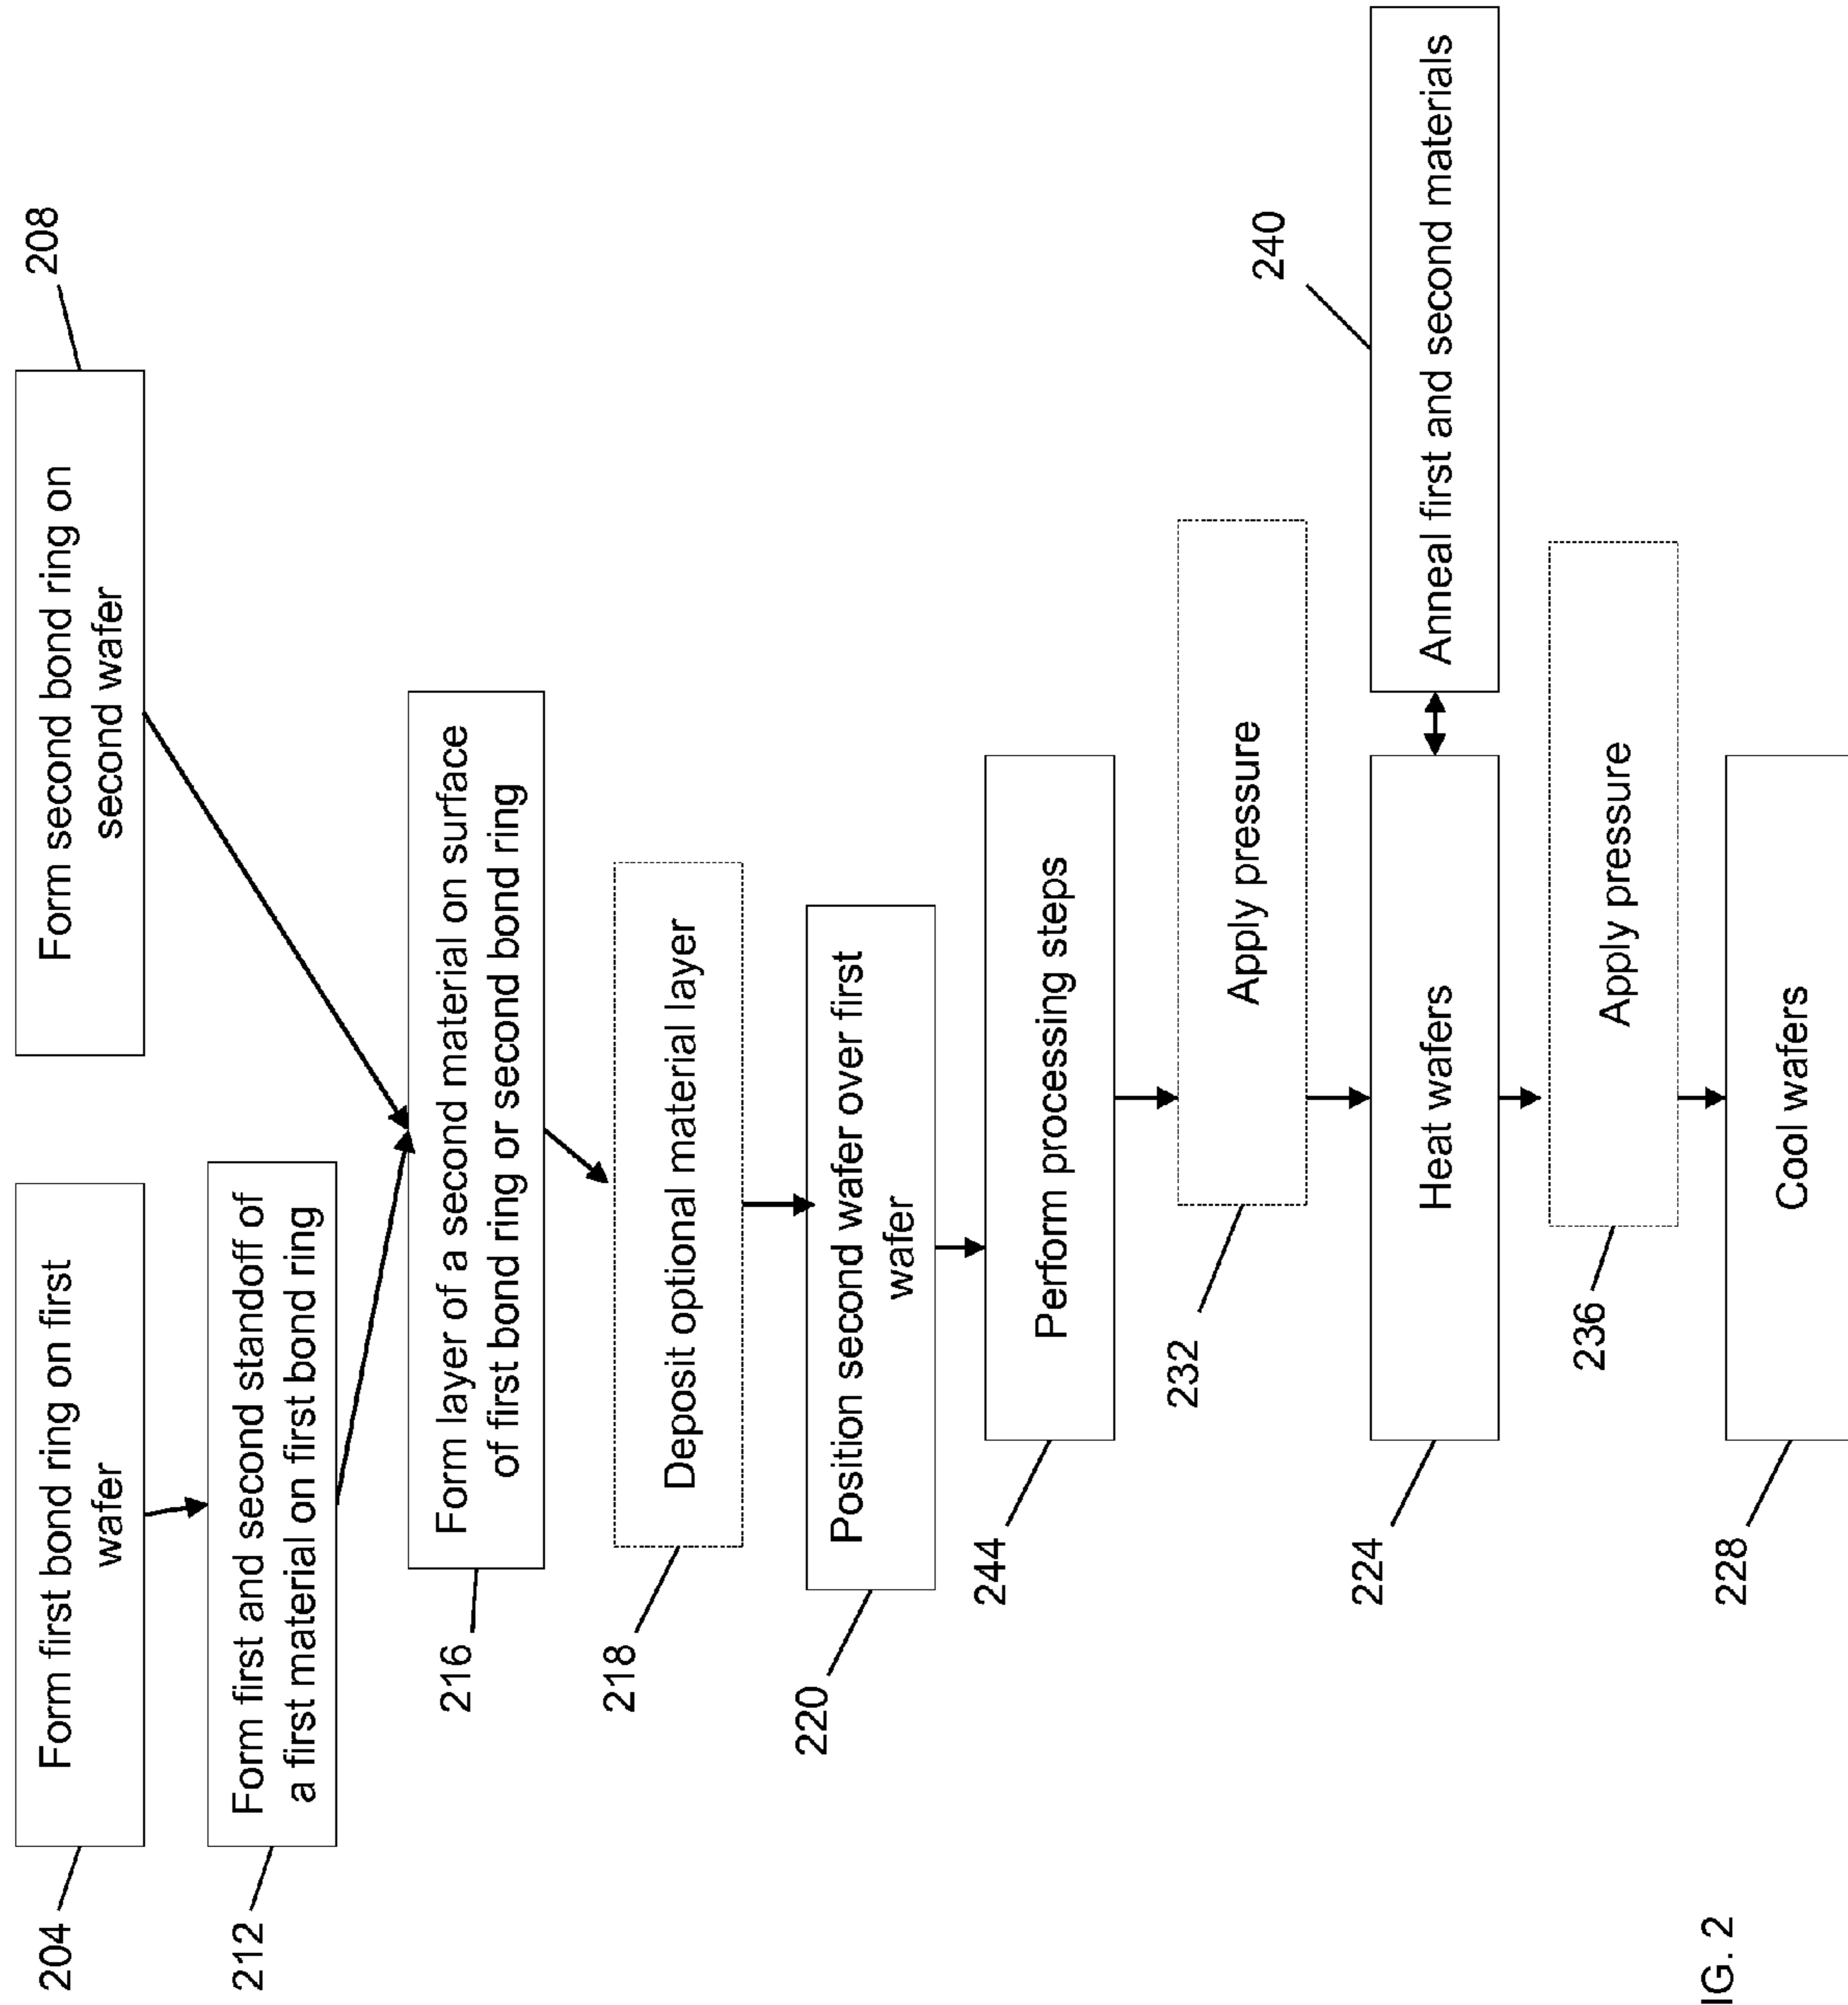 204
Form first bond ring on first
wafer
208
Form second bond ring on
second wafer
212
Form first and second standoff of
a first material on first bond ring
216
Form layer of a second material on surface
of first bond ring or second bond ring
218
Deposit optional material layer
220
Position second wafer over first
wafer
244
Perform processing steps
232
Apply pressure
224
Heat wafers
240
Anneal first and second materials
236
Apply pressure
228
Cool wafers
IG. 2